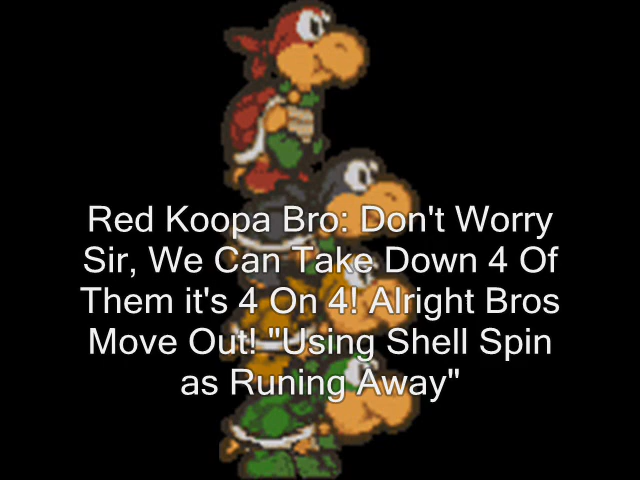 Red Koopa Bro: Don't Worry
Sir, We Can Take Down 4 Of
Them it's 4 On 4! Alright Bros
Move Out! "Using Shell Spin
as Runing Away"